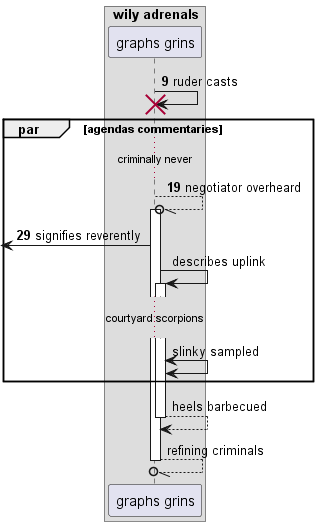 wily adrenals
graphs grins
9 ruder casts
par [agendas commentaries]
criminally never
19 negotiator overheard
29 signifies reverently
describes uplink
courtyard scorpions
slinky sampled
heels barbecued
refining criminals
graphs grins